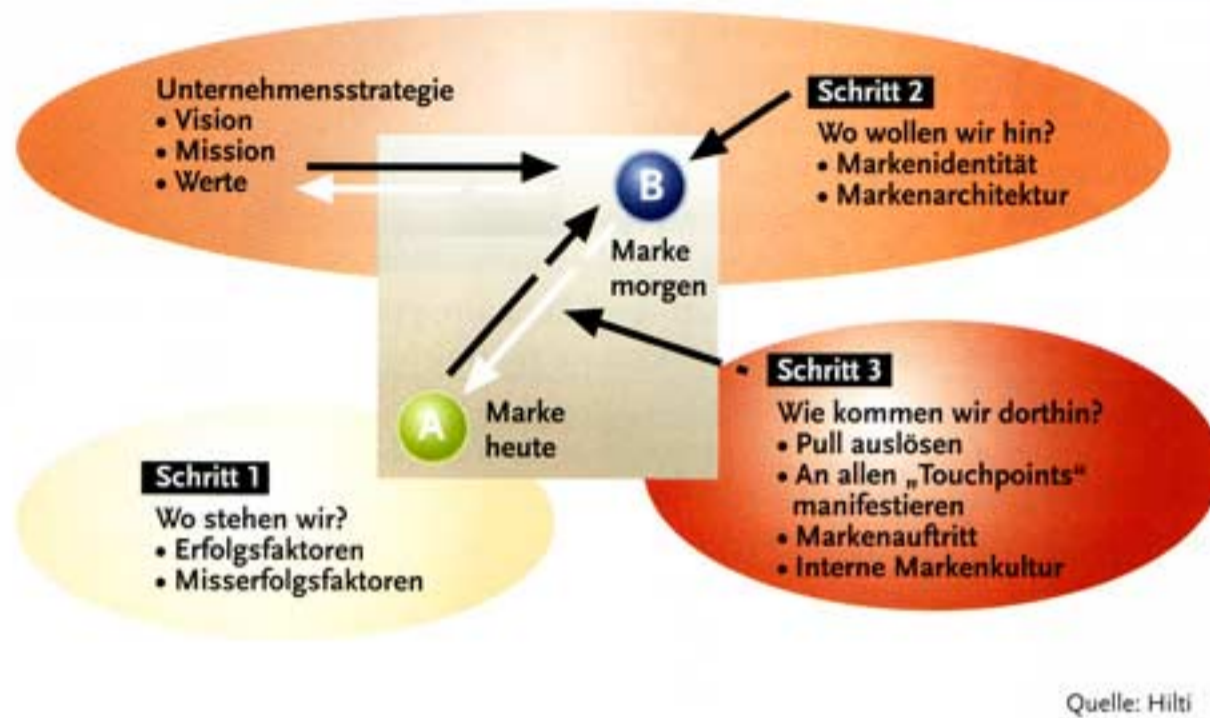 Unternehmensstrategie
• Vision
• Mission
• Werte
Schritt 2
Wo wollen wir hin?
• Markenidentität
• Markenarchitektur
B
Marke
morgen
A
Marke
heute
Schritt 1
Wo stehen wir?
• Erfolgsfaktoren
• Misserfolgsfaktoren
Schritt 3
Wie kommen wir dorthin?
• Pull auslösen
• An allen „Touchpoints“
manifestieren
• Markenauftritt
• Interne Markenkultur
Quelle: Hilti